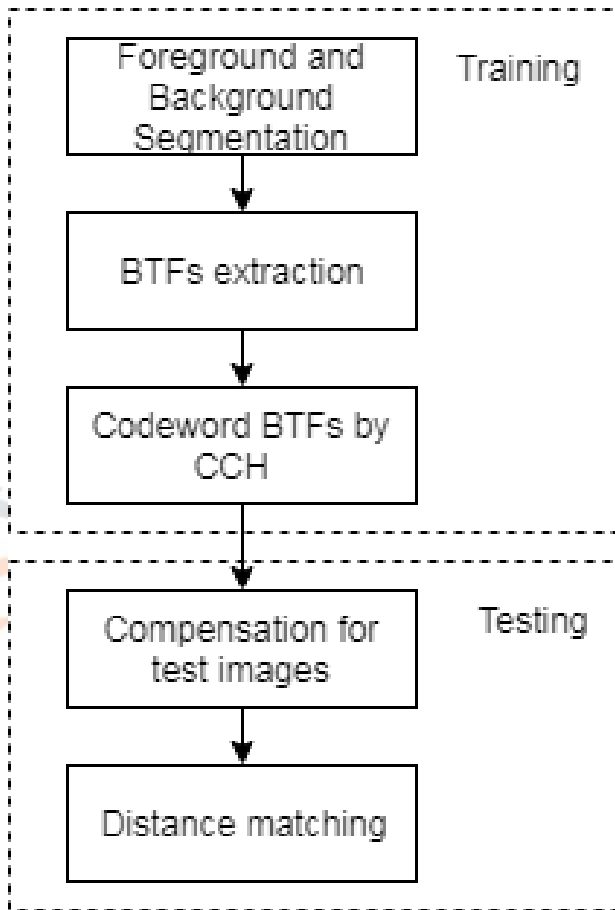 Foreground and
Background
Segmentation
Training
BTFs extraction
Codeword BTFs by
CCH
Compensation for
test images
Testing
Distance matching